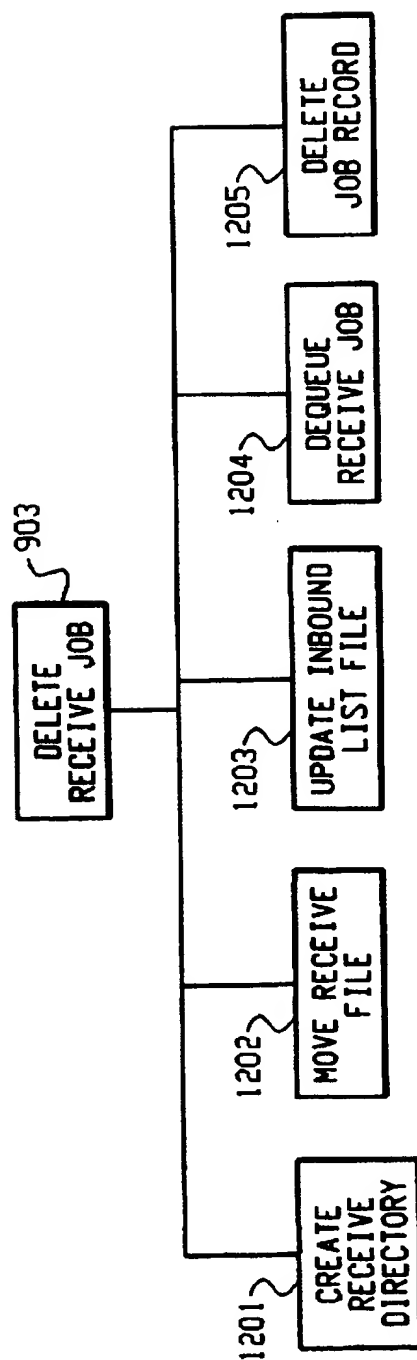 903
DELETE
RECEIVE JOB
1201
CREATE
RECEIVE
DIRECTORY
1202
MOVE RECEIVE
FILE
1203
UPDATE INBOUND
LIST FILE
1204
DEQUEUE
RECEIVE JOB
1205
DELETE
JOB RECORD